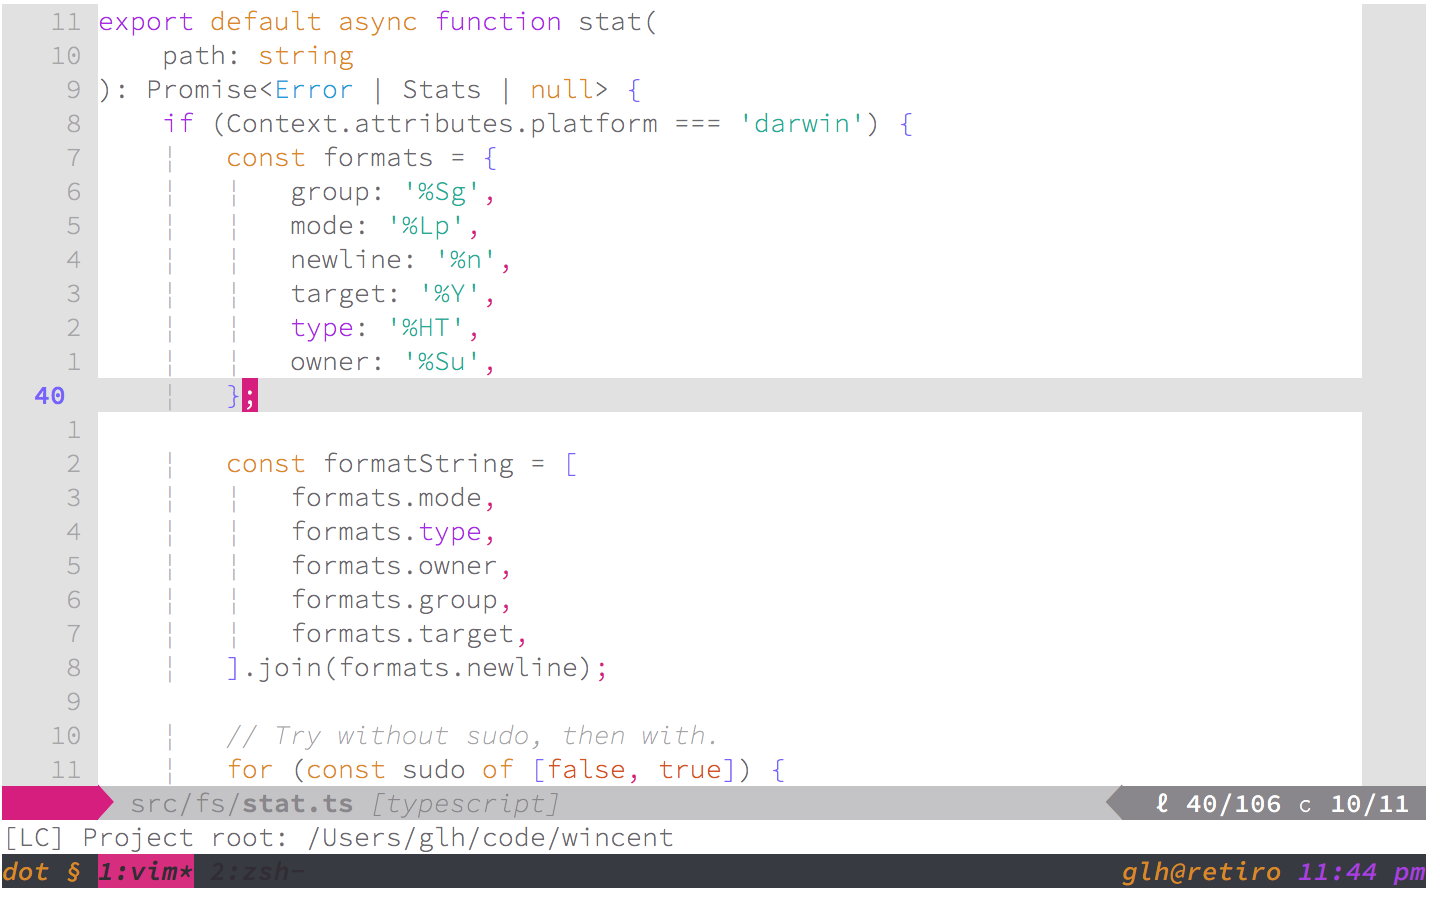 11 export default async function stat(
10     path: string
9 ): Promise<Error | Stats | null> {
8     if (Context.attributes.platform === 'darwin') {
7         const formats = {
6             group: '%Sg',
5             mode: '%Lp',
4             newline: '%n',
3             target: '%Y',
2             type: '%HT',
1             owner: '%Su',
40         };
1
2         const formatString = [
3             formats.mode,
4             formats.type,
5             formats.owner,
6             formats.group,
7             formats.target,
8         ].join(formats.newline);
9
10         // Try without sudo, then with.
11         for (const sudo of [false, true]) {
src/fs/stat.ts [typescript] ℓ 40/106 c 10/11
[LC] Project root: /Users/glh/code/wincent
dot § 1:vim* 2:zsh- glh@retiro 11:44 pm